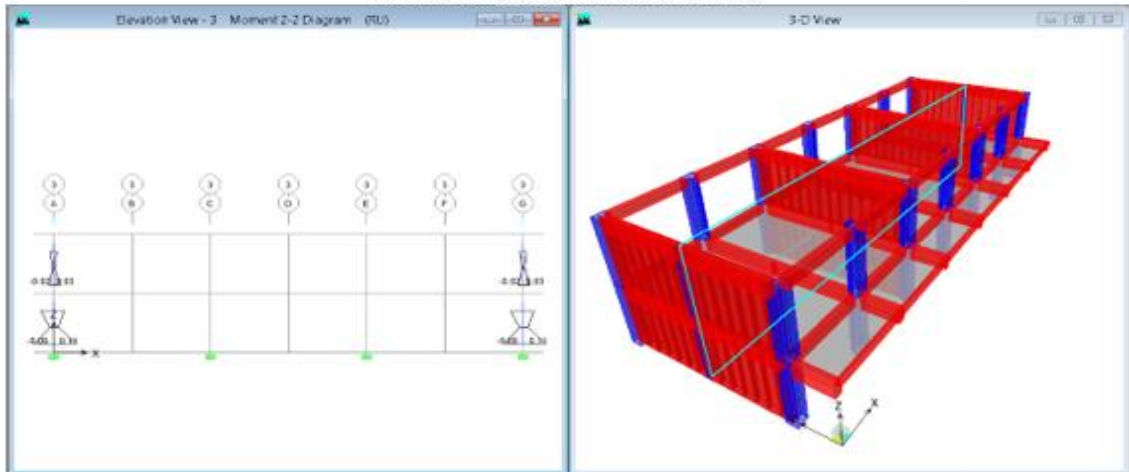 Elevation View - 3 Moment 2-2 Diagram (RU)
3-D View
3 3 3 3 3 3 3
A B C D E F G
Z
X
Z
X